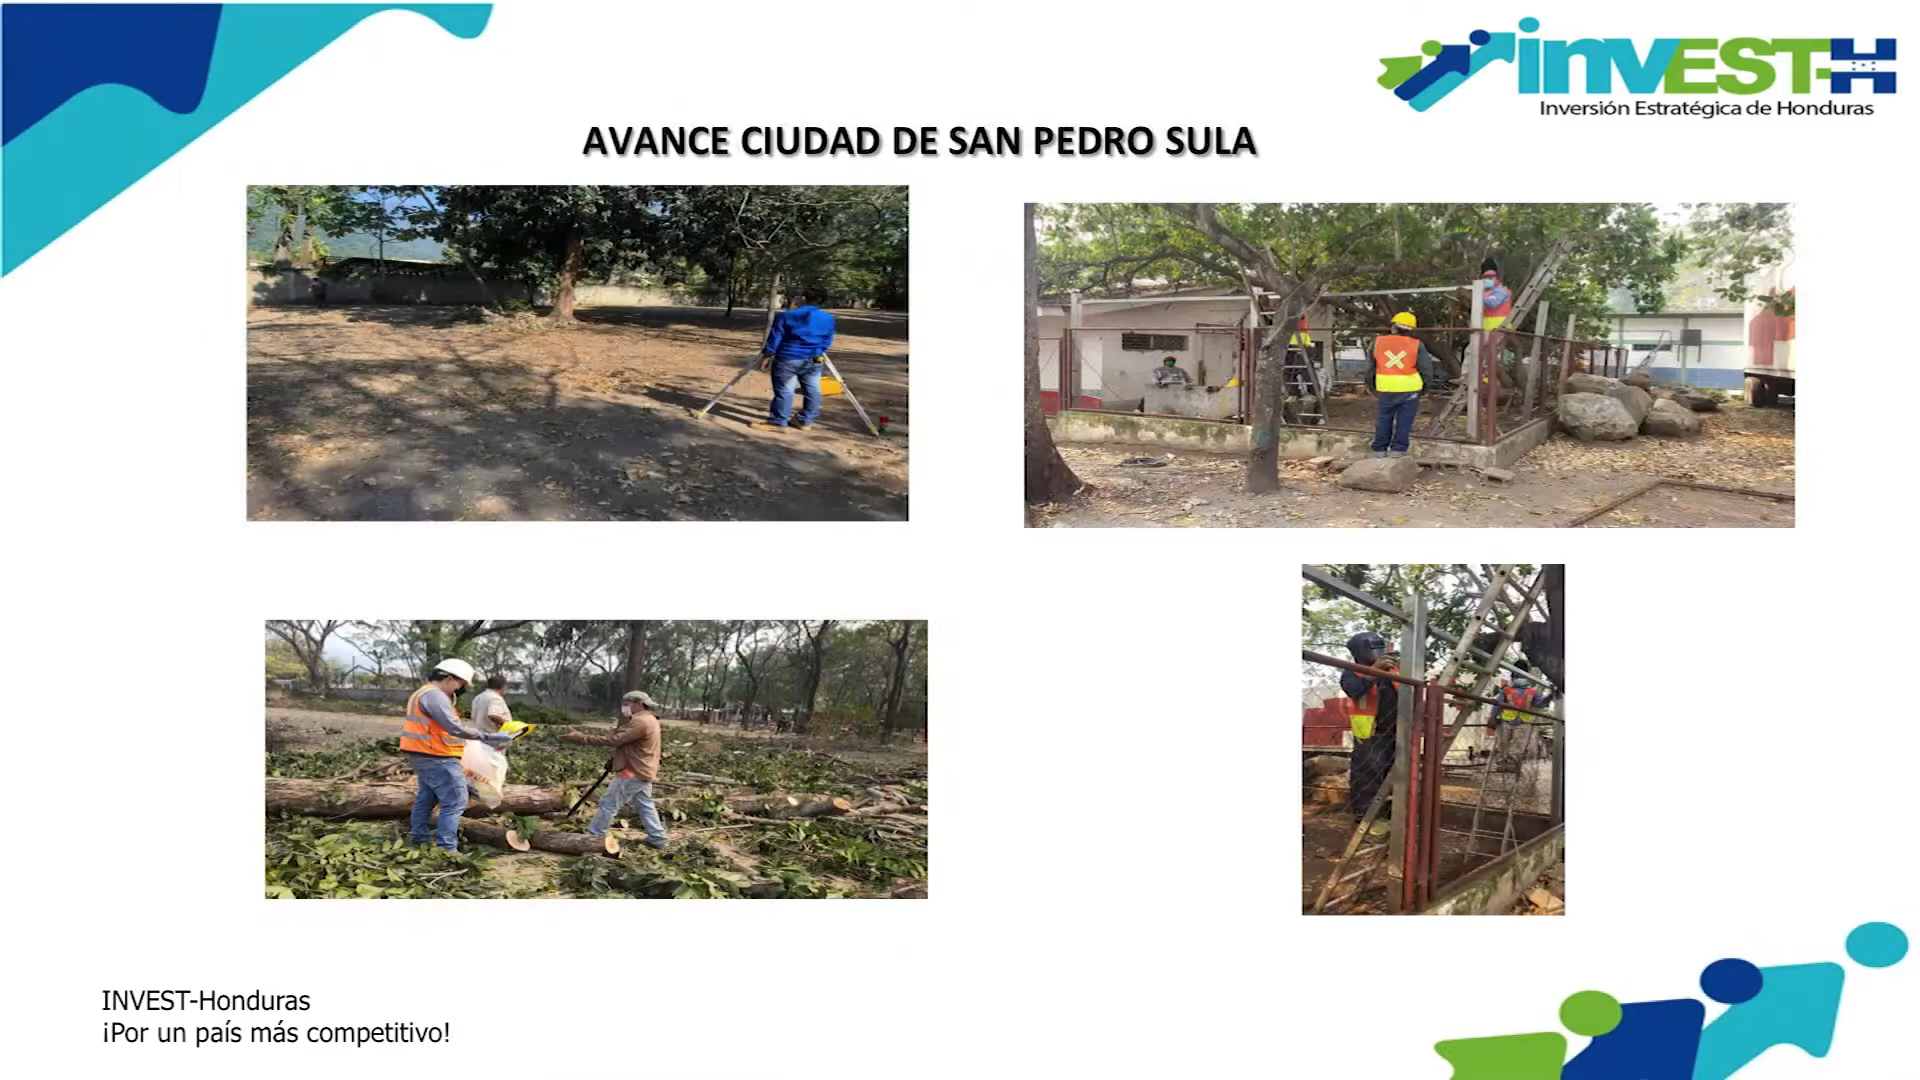 invEST-H
Inversión Estratégica de Honduras
AVANCE CIUDAD DE SAN PEDRO SULA
INVEST-Honduras
¡Por un país más competitivo!